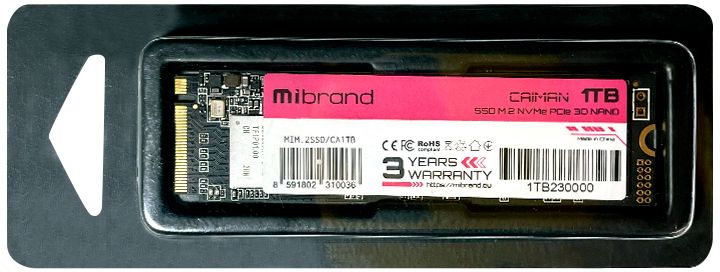 mibrand
CAIMAN 1TB
SSD M.2 NVMe PCIe 3D NAND
Made in China
MIM.2SSD/CA1TB
CE FC RoHS
compliant
3 YEARS
WARRANTY
https://mibrand.eu
8 591802 310036
1TB230000